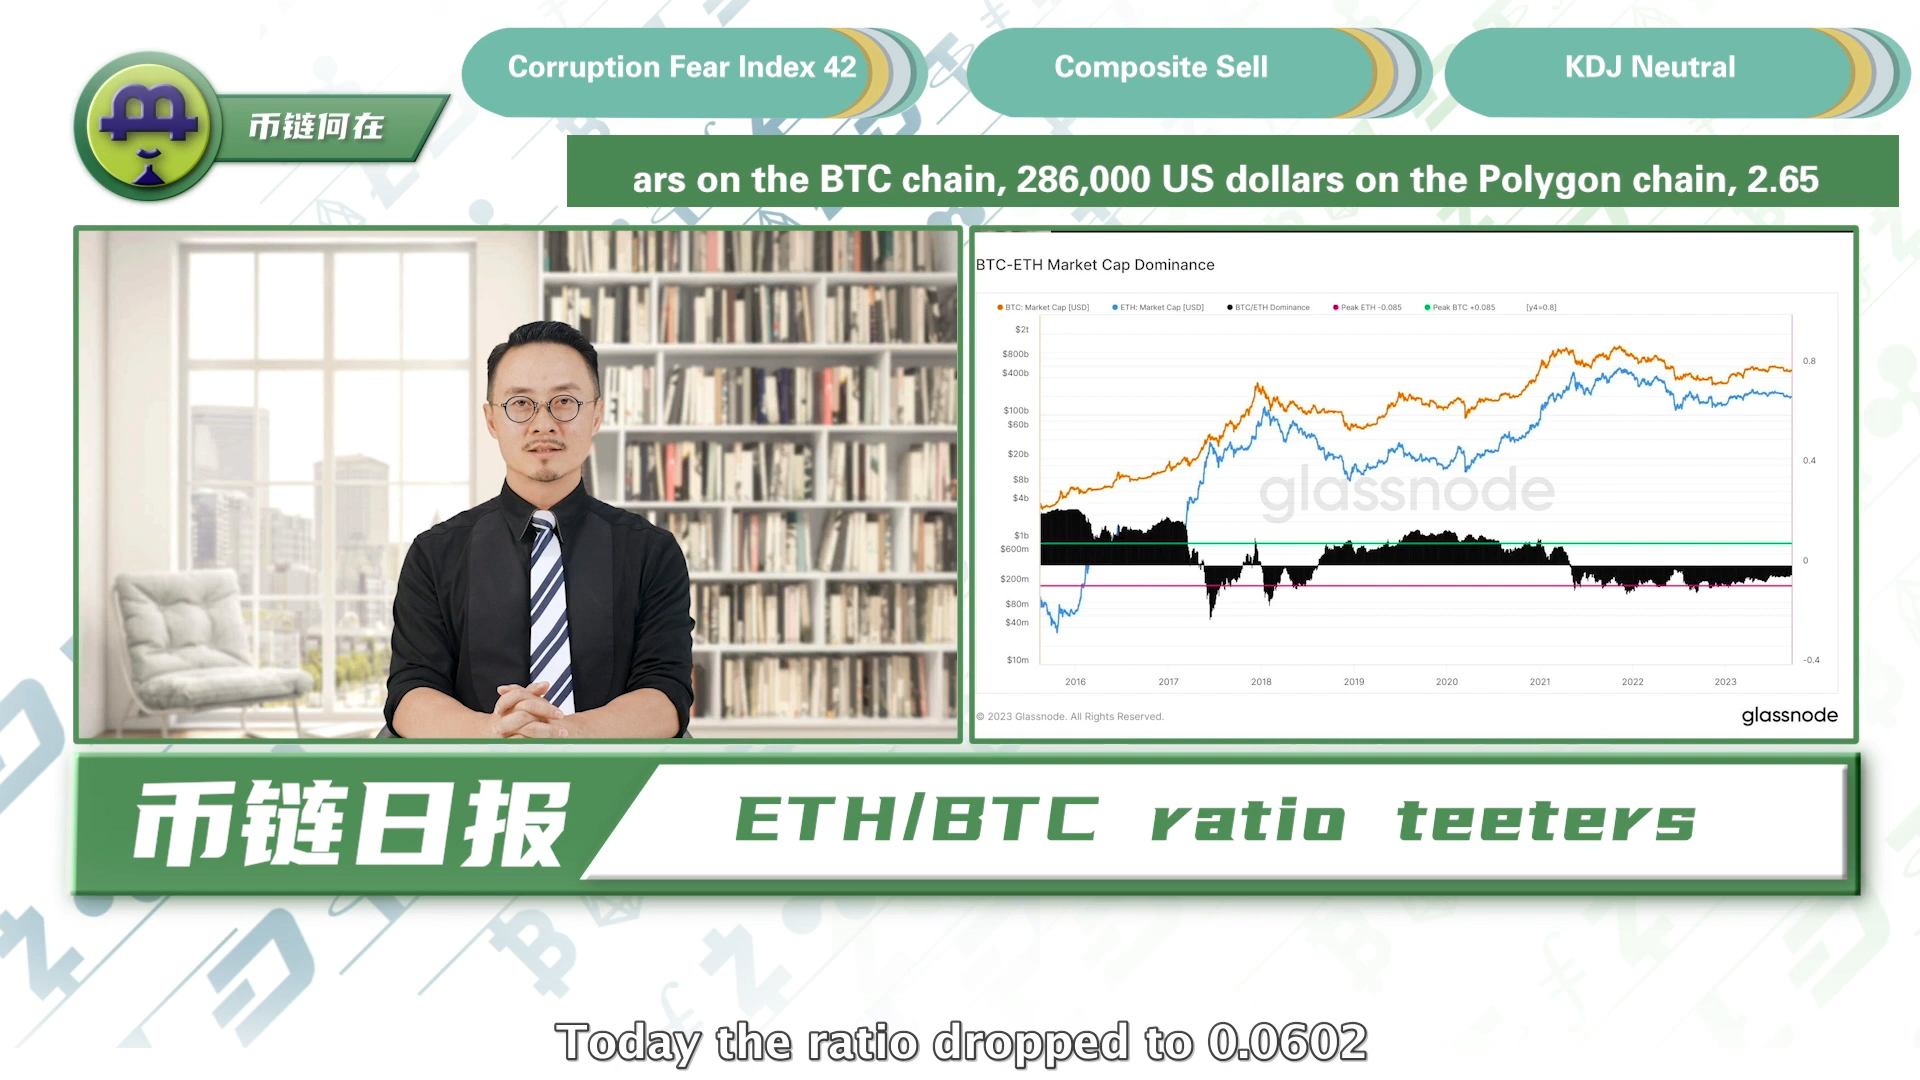 Corruption Fear Index 42
Composite Sell
KDJ Neutral
币链何在
ars on the BTC chain, 286,000 US dollars on the Polygon chain, 2.65
BTC-ETH Market Cap Dominance
BTC: Market Cap [USD]
ETH: Market Cap [USD]
BTC/ETH Dominance
Peak ETH -0.085
Peak BTC +0.085
[y4=0.8]
$2t
$800b
$400b
$100b
$60b
$20b
$8b
$4b
$1b
$600m
$200m
$80m
$40m
$10m
0.8
0.4
0
-0.4
glassnode
2016 2017 2018 2019 2020 2021 2022 2023
© 2023 Glassnode. All Rights Reserved.
glassnode
币链日报
ETH/BTC ratio teeters
Today the ratio dropped to 0.0602